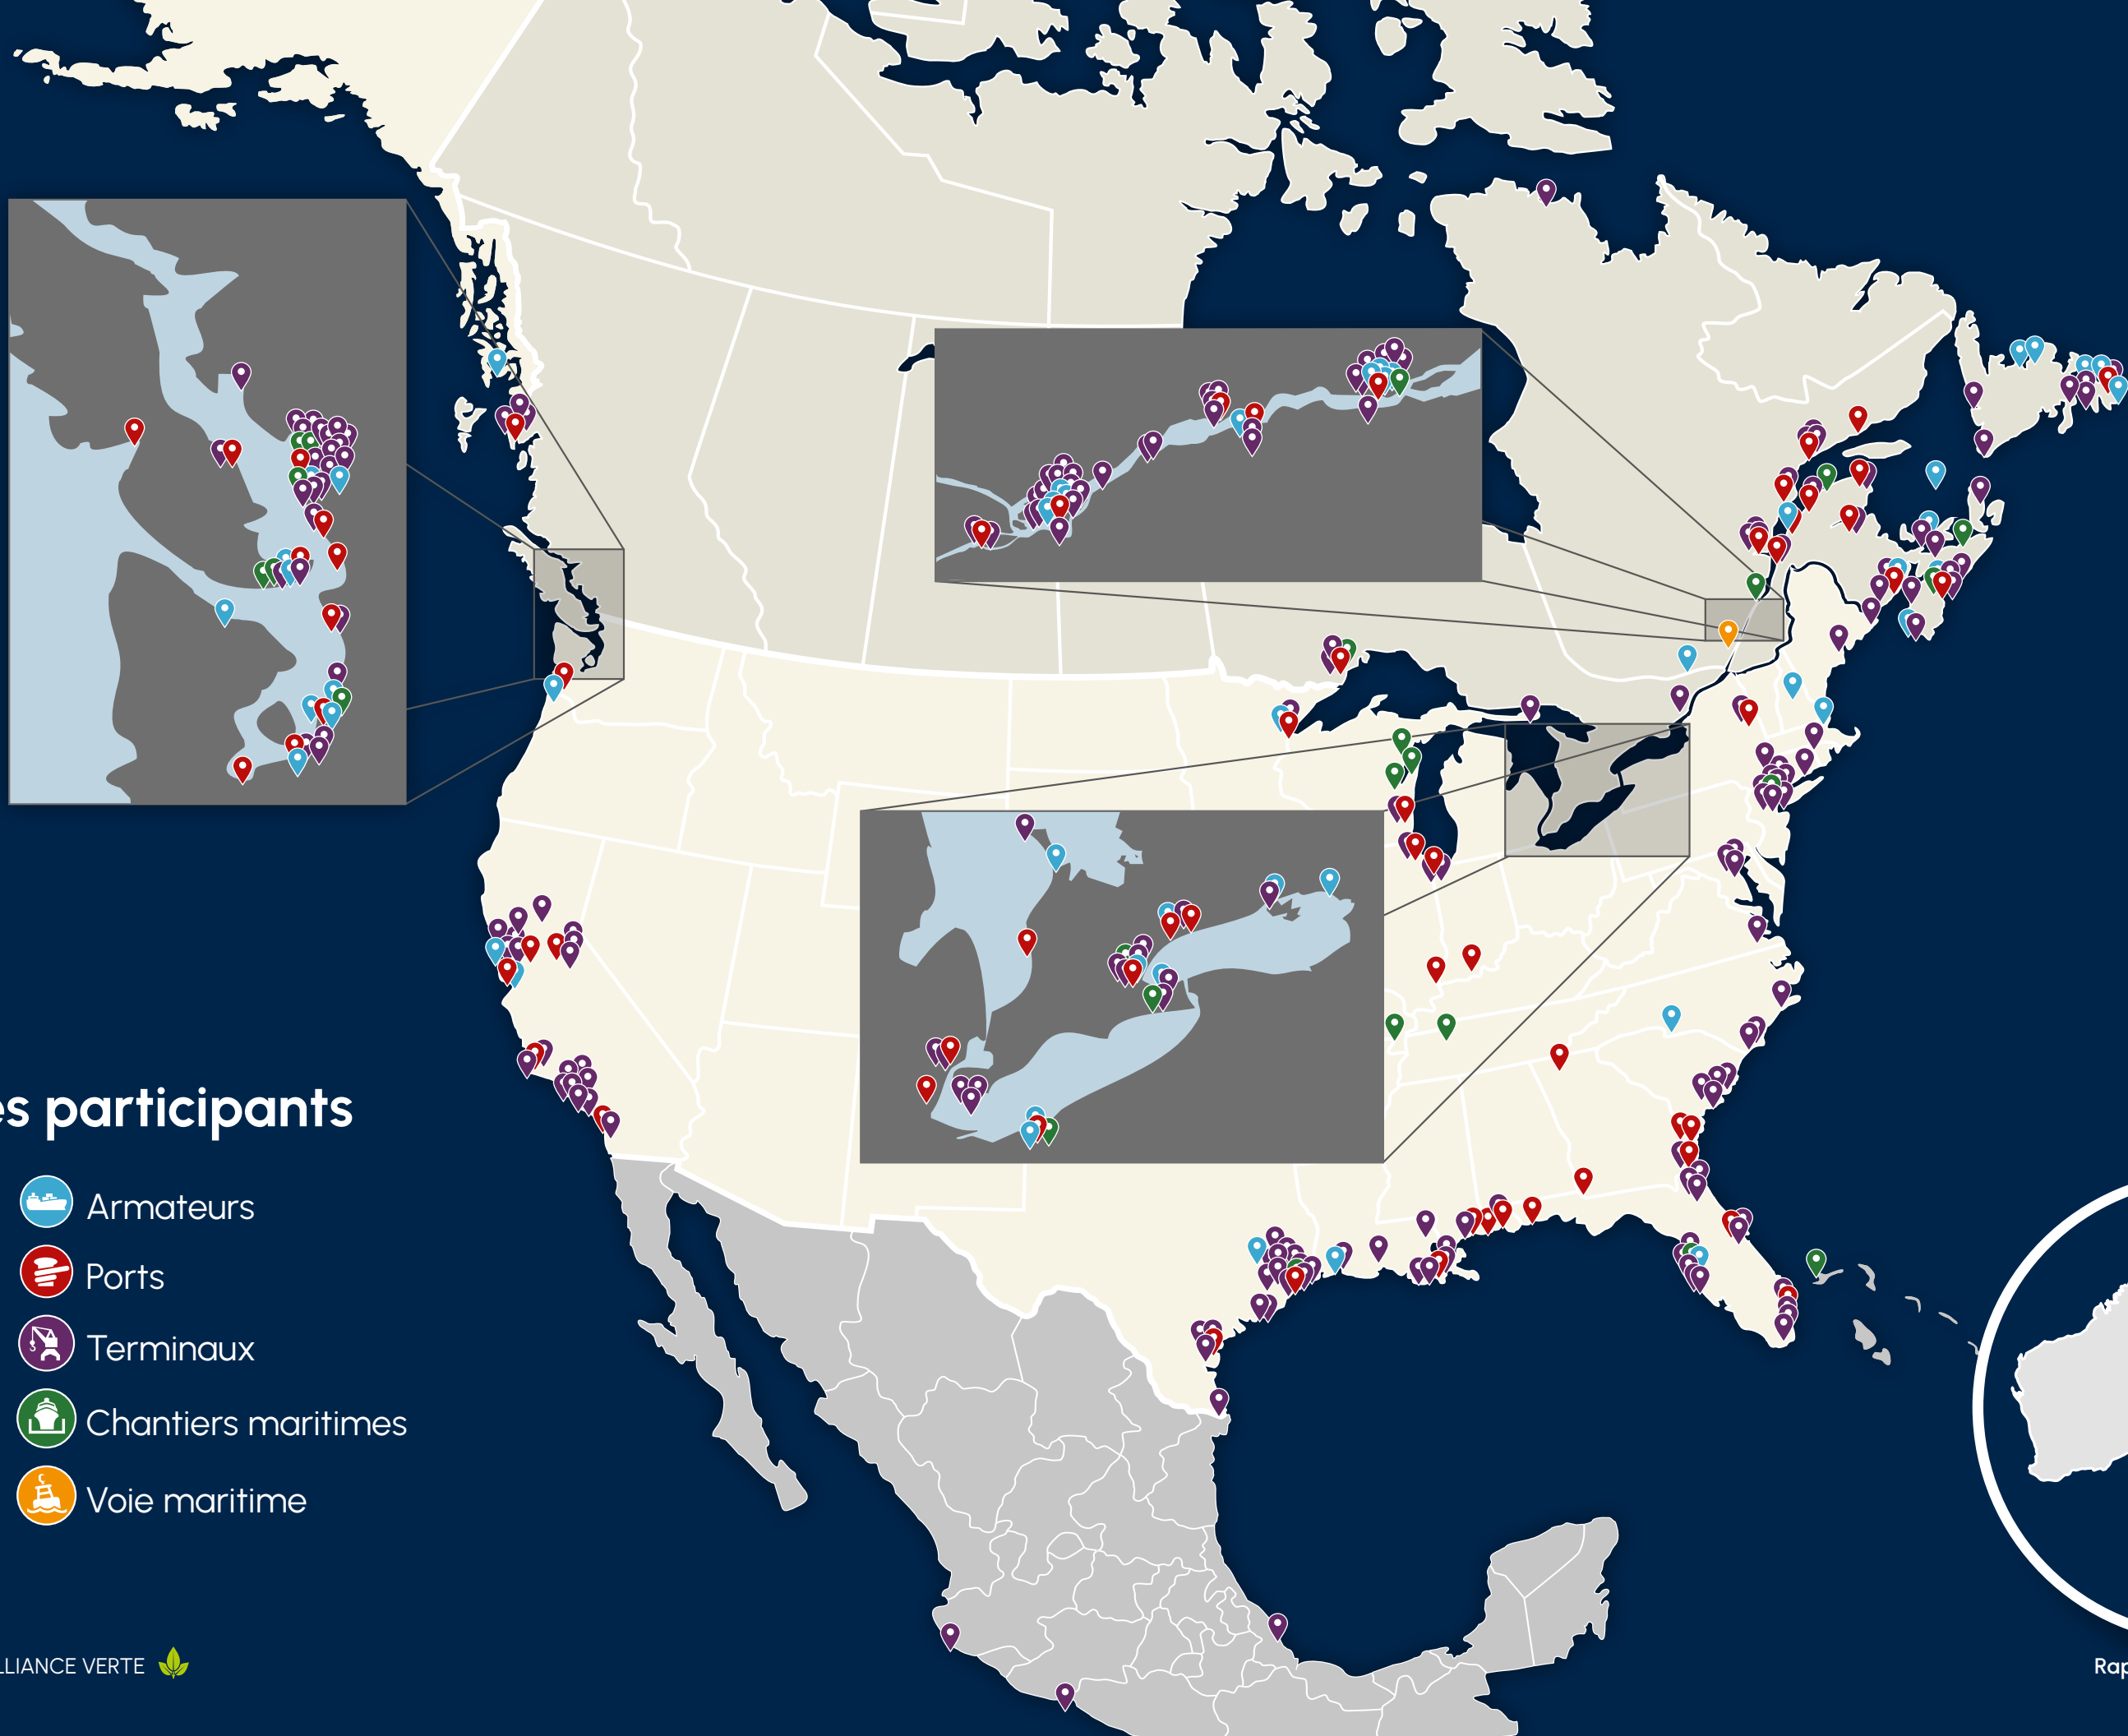 es participants
Armateurs
Ports
Terminaux
Chantiers maritimes
Voie maritime
LLIANCE VERTE
Rap